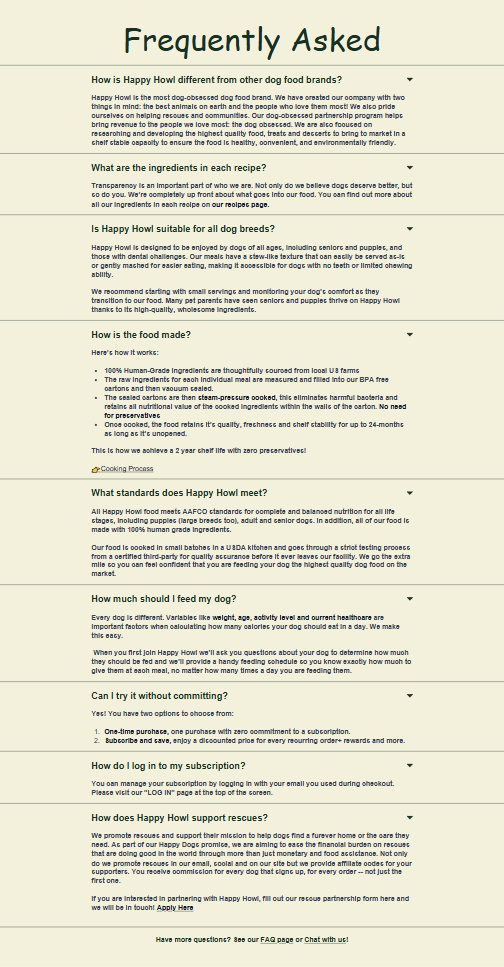 Frequently Asked
How is Happy Howl different from other dog food brands?
Happy Howl is the most dog-obsessed dog food brand. We have created our company with two
things in mind: the best animals on earth and the people who love them most! We also pride
ourselves on helping rescues and communities. Our dog-obsessed partnership program helps
bring revenue to the people we love most: the dog obsessed. We are also focused on
researching and developing the highest quality food, treats and desserts to bring to market in a
shelf stable capacity to ensure the food is healthy, convenient, and environmentally friendly.
What are the ingredients in each recipe?
Transparency is an important part of who we are. Not only do we believe dogs deserve better, but
so do you. We're completely up front about what goes into our food. You can find out more about
all our ingredients in each recipe on our recipes page.
Is Happy Howl suitable for all dog breeds?
Happy Howl is designed to be enjoyed by dogs of all ages, including seniors and puppies, and
those with dental challenges. Our meals have a stew-like texture that can easily be served as-is
or gently mashed for easier eating, making it accessible for dogs with no teeth or limited chewing
ability.
We recommend starting with small servings and monitoring your dog's comfort as they
transition to our food. Many pet parents have seen seniors and puppies thrive on Happy Howl
thanks to its high-quality, wholesome ingredients.
How is the food made?
Here's how it works:
• 100% Human-Grade ingredients are thoughtfully sourced from local US farms
• The raw ingredients for each individual meal are measured and filled into our BPA free
cartons and then vacuum sealed.
• The sealed cartons are then steam-pressure cooked, this eliminates harmful bacteria and
retains all nutritional value of the cooked ingredients within the walls of the carton. No need
for preservatives
• Once cooked, the food retains it's quality, freshness and shelf stability for up to 24-months
as long as it's unopened.
This is how we achieve a 2 year shelf life with zero preservatives!
👉Cooking Process
What standards does Happy Howl meet?
All Happy Howl food meets AAFCO standards for complete and balanced nutrition for all life
stages, including puppies (large breeds too), adult and senior dogs. In addition, all of our food is
made with 100% human grade ingredients.
Our food is cooked in small batches in a USDA kitchen and goes through a strict testing process
from a certified third-party for quality assurance before it ever leaves our facility. We go the extra
mile so you can feel confident that you are feeding your dog the highest quality dog food on the
market.
How much should I feed my dog?
Every dog is different. Variables like weight, age, activity level and current healthcare are
important factors when calculating how many calories your dog should eat in a day. We make
this easy.
When you first join Happy Howl we'll ask you questions about your dog to determine how much
they should be fed and we'll provide a handy feeding schedule so you know exactly how much to
give them at each meal, no matter how many times a day you are feeding them.
Can I try it without committing?
Yes! You have two options to choose from:
1. One-time purchase, one purchase with zero commitment to a subscription.
2. Subscribe and save, enjoy a discounted price for every recurring order+ rewards and more.
How do I log in to my subscription?
You can manage your subscription by logging in with your email you used during checkout.
Please visit our "LOG IN" page at the top of the screen.
How does Happy Howl support rescues?
We promote rescues and support their mission to help dogs find a furever home or the care they
need. As part of our Happy Dogs promise, we are aiming to ease the financial burden on rescues
that are doing good in the world through more than just monetary and food assistance. Not only
do we promote rescues in our email, social and on our site but we provide affiliate codes for your
supporters. You receive commission for every dog that signs up, for every order -- not just the
first one.
If you are interested in partnering with Happy Howl, fill out our rescue partnership form here and
we will be in touch! Apply Here
Have more questions? See our FAQ page or Chat with us!